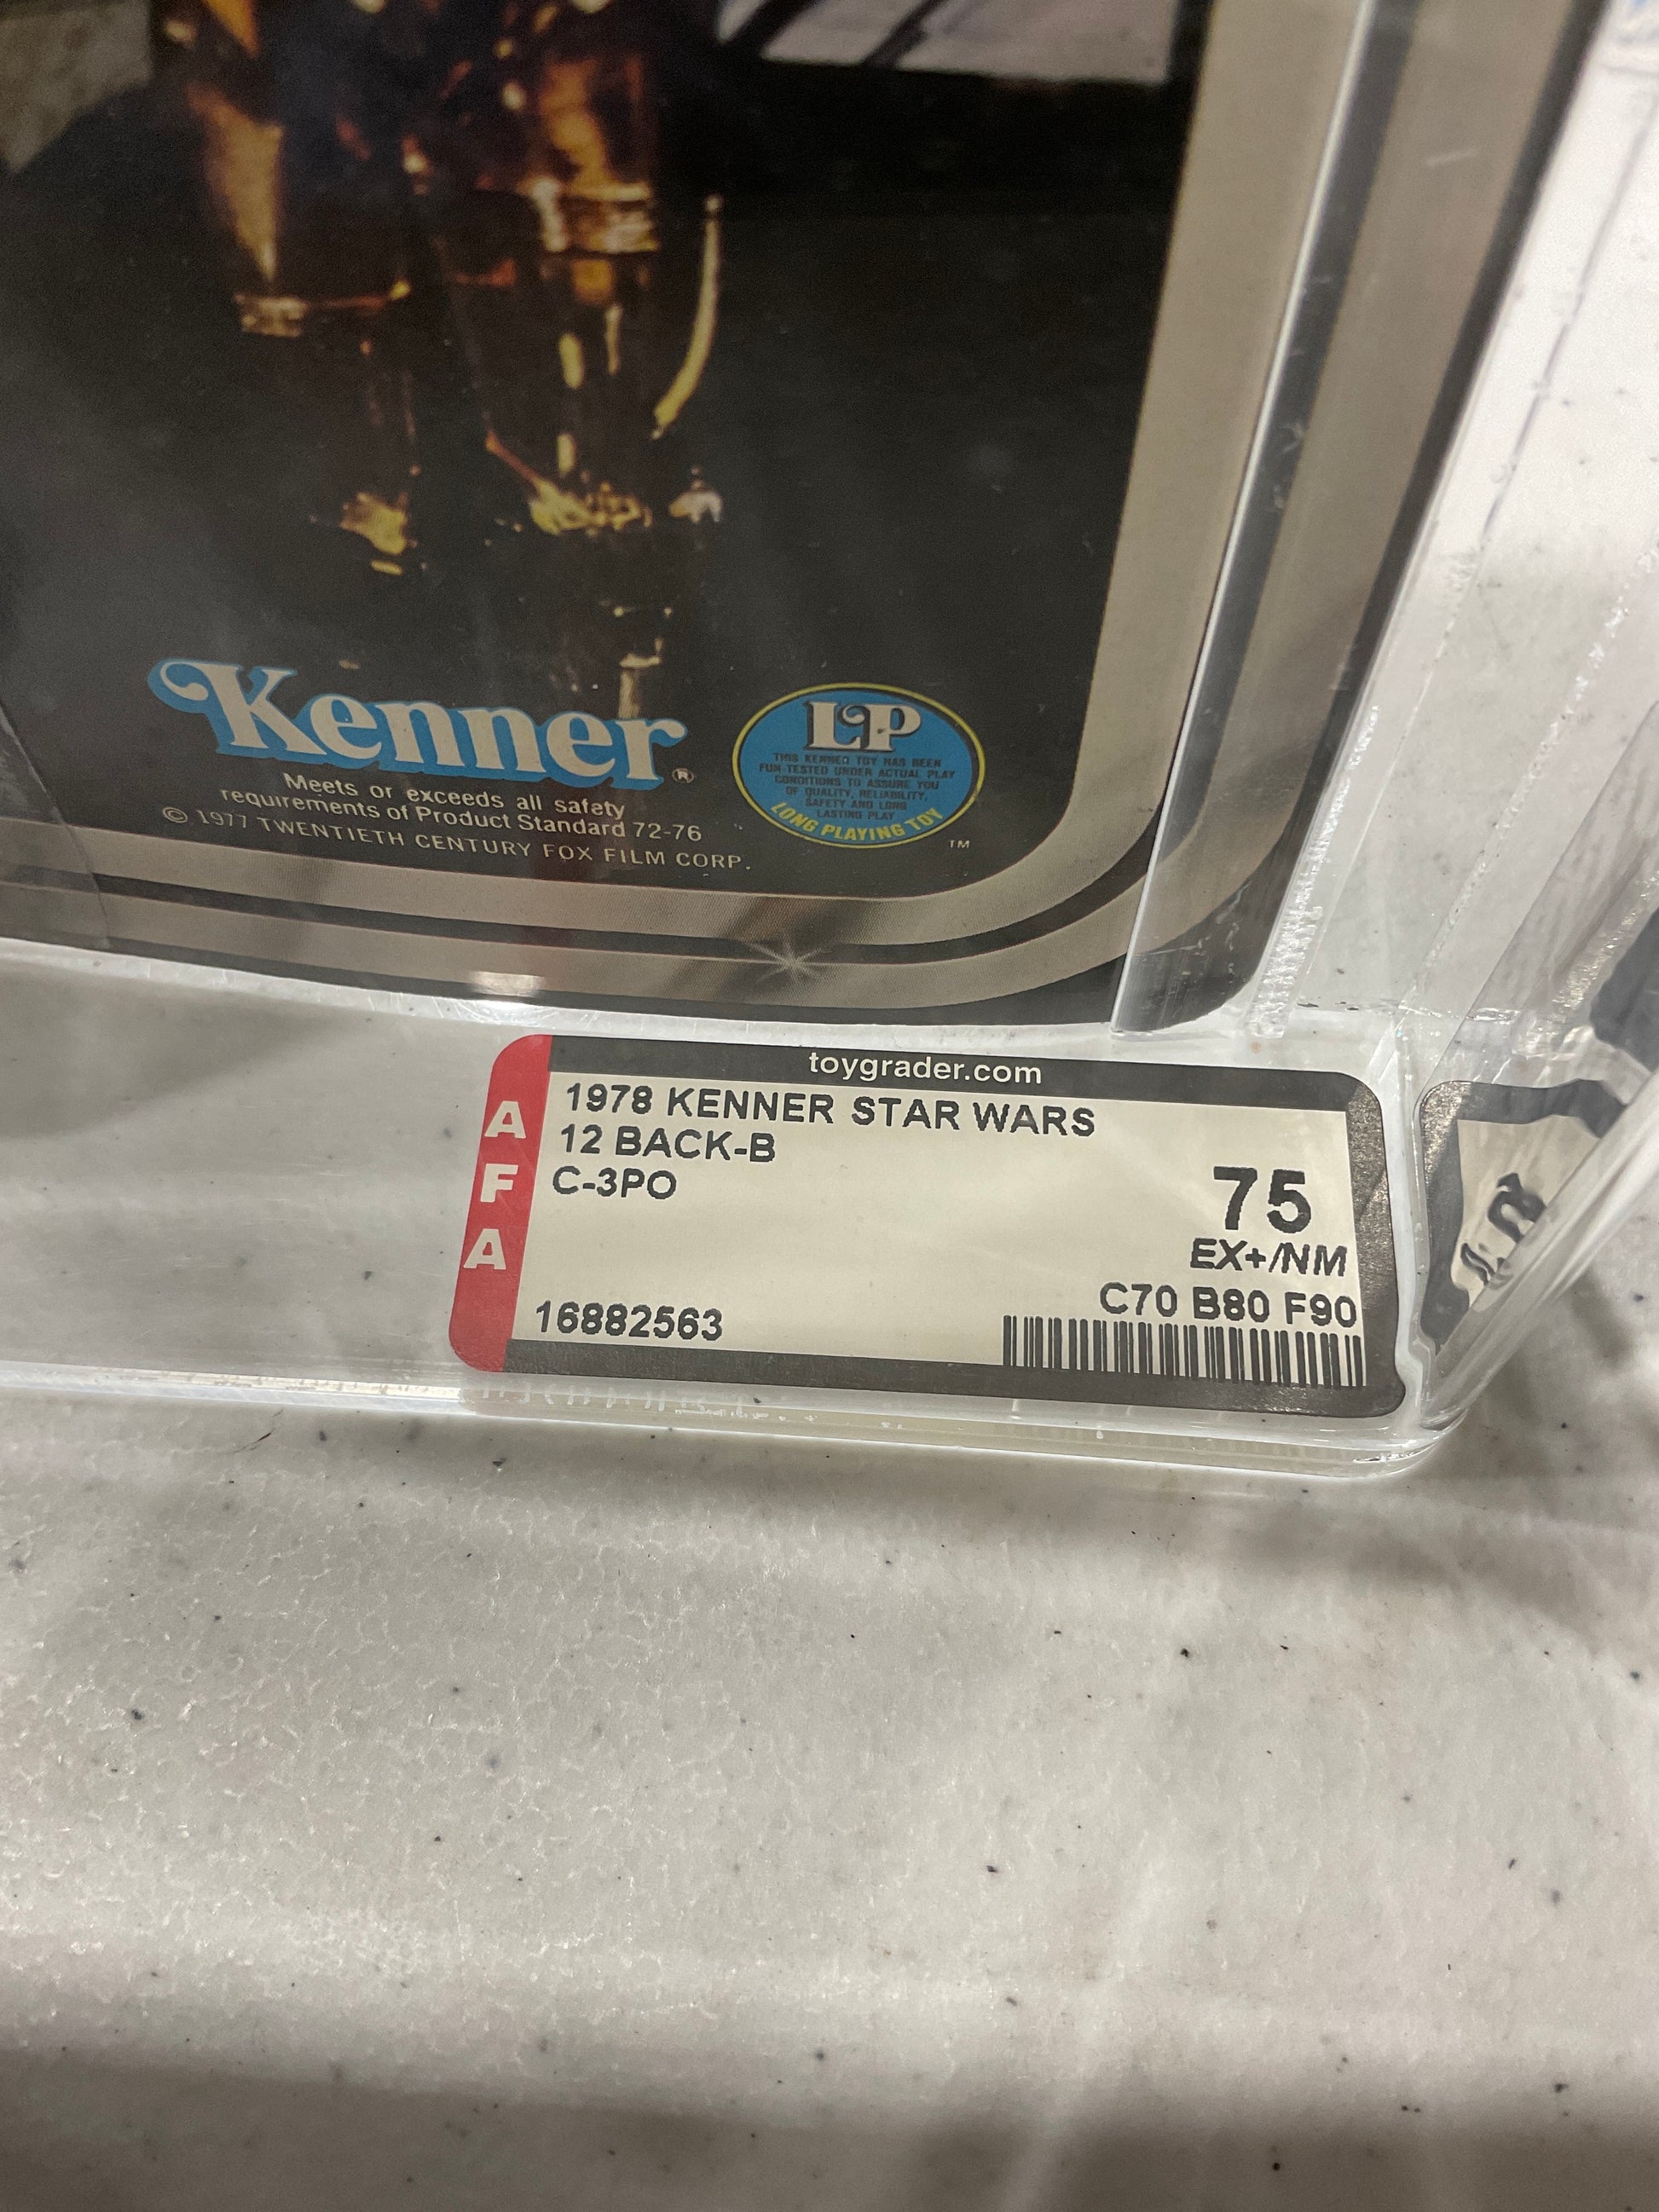 Kenner®
Meets or exceeds all safety
requirements of Product Standard 72-76
© 1977 TWENTIETH CENTURY FOX FILM CORP.
LP
THIS KENNER TOY HAS BEEN
FUN-TESTED UNDER ACTUAL PLAY
CONDITIONS TO ASSURE YOU
OF QUALITY, RELIABILITY,
SAFETY AND LONG
LASTING PLAY
LONG PLAYING TOY
™
toygrader.com
AFA
1978 KENNER STAR WARS
12 BACK-B
C-3PO
75
EX+/NM
C70 B80 F90
16882563